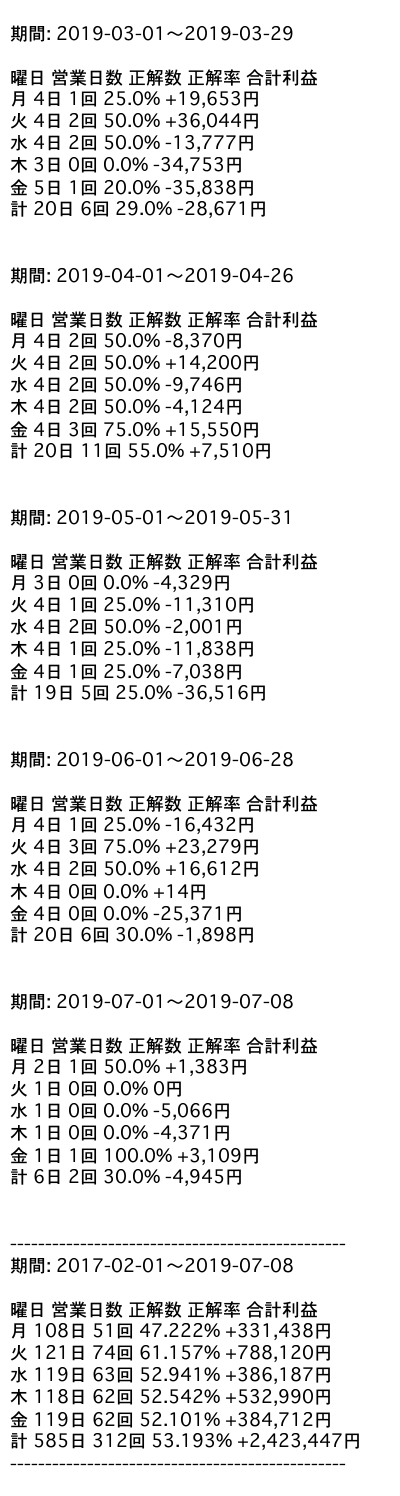 期間: 2019-03-01〜2019-03-29
曜日 営業日数 正解数 正解率 合計利益
月 4日 1回 25.0% +19,653円
火 4日 2回 50.0% +36,044円
水 4日 2回 50.0% -13,777円
木 3日 0回 0.0% -34,753円
金 5日 1回 20.0% -35,838円
計 20日 6回 29.0% -28,671円
期間: 2019-04-01〜2019-04-26
曜日 営業日数 正解数 正解率 合計利益
月 4日 2回 50.0% -8,370円
火 4日 2回 50.0% +14,200円
水 4日 2回 50.0% -9,746円
木 4日 2回 50.0% -4,124円
金 4日 3回 75.0% +15,550円
計 20日 11回 55.0% +7,510円
期間: 2019-05-01〜2019-05-31
曜日 営業日数 正解数 正解率 合計利益
月 3日 0回 0.0% -4,329円
火 4日 1回 25.0% -11,310円
水 4日 2回 50.0% -2,001円
木 4日 1回 25.0% -11,838円
金 4日 1回 25.0% -7,038円
計 19日 5回 25.0% -36,516円
期間: 2019-06-01〜2019-06-28
曜日 営業日数 正解数 正解率 合計利益
月 4日 1回 25.0% -16,432円
火 4日 3回 75.0% +23,279円
水 4日 2回 50.0% +16,612円
木 4日 0回 0.0% +14円
金 4日 0回 0.0% -25,371円
計 20日 6回 30.0% -1,898円
期間: 2019-07-01〜2019-07-08
曜日 営業日数 正解数 正解率 合計利益
月 2日 1回 50.0% +1,383円
火 1日 0回 0.0% 0円
水 1日 0回 0.0% -5,066円
木 1日 0回 0.0% -4,371円
金 1日 1回 100.0% +3,109円
計 6日 2回 30.0% -4,945円
------------------------------------------------
期間: 2017-02-01〜2019-07-08
曜日 営業日数 正解数 正解率 合計利益
月 108日 51回 47.222% +331,438円
火 121日 74回 61.157% +788,120円
水 119日 63回 52.941% +386,187円
木 118日 62回 52.542% +532,990円
金 119日 62回 52.101% +384,712円
計 585日 312回 53.193% +2,423,447円
------------------------------------------------